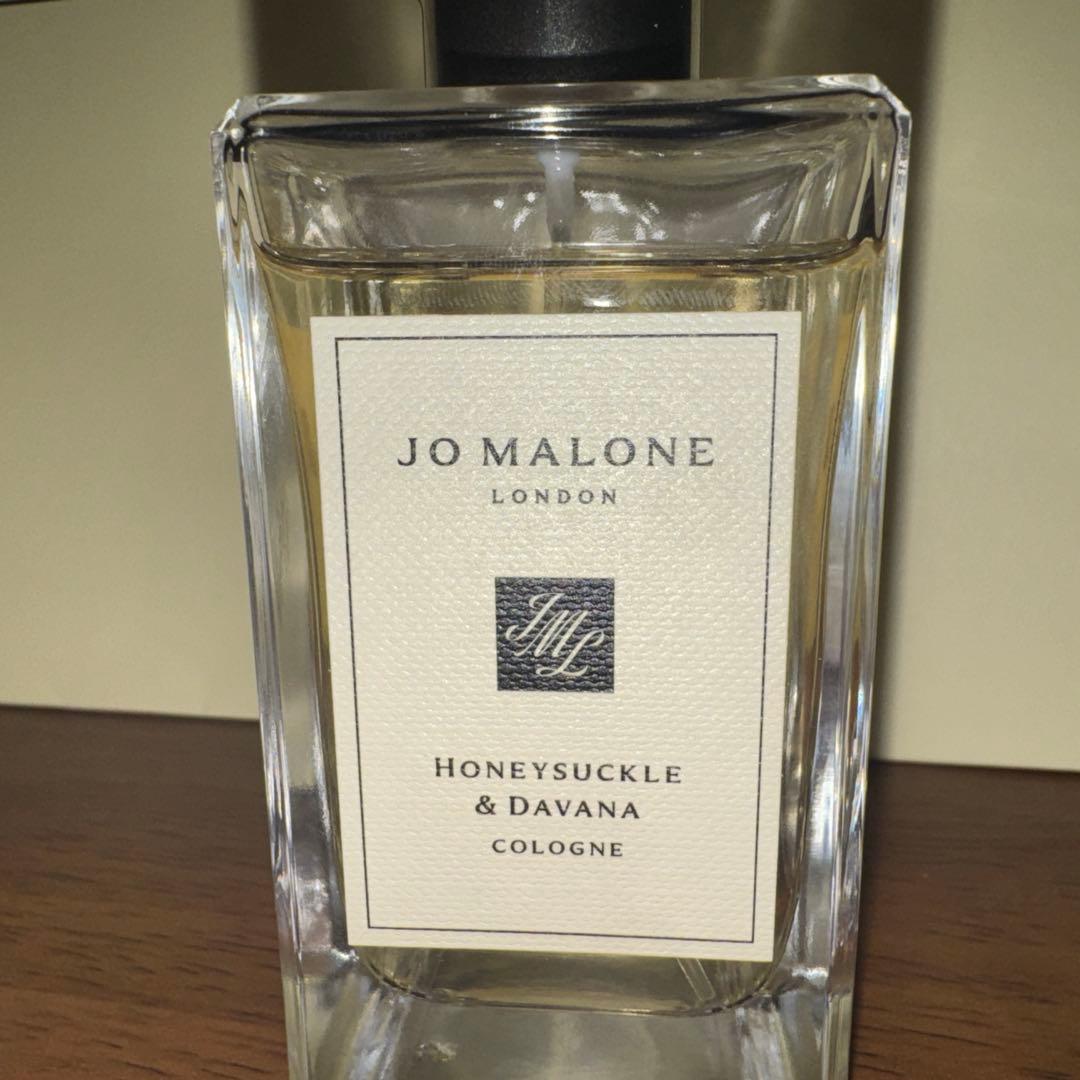 JO MALONE
LONDON
JML
HONEYSUCKLE
& DAVANA
COLOGNE